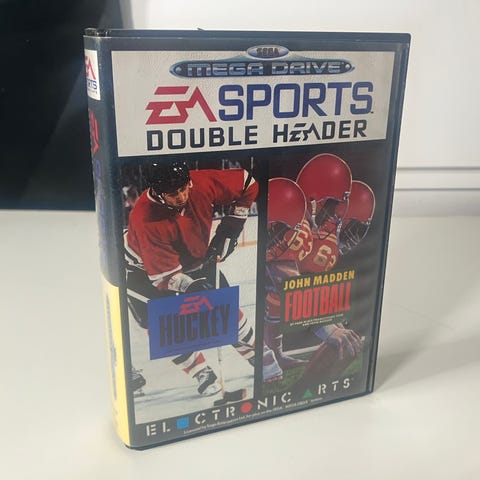 SEGA
MEGA DRIVE
EA SPORTS
DOUBLE HEADER
EA
HOCKEY
JOHN MADDEN
FOOTBALL
ELECTRONIC ARTS